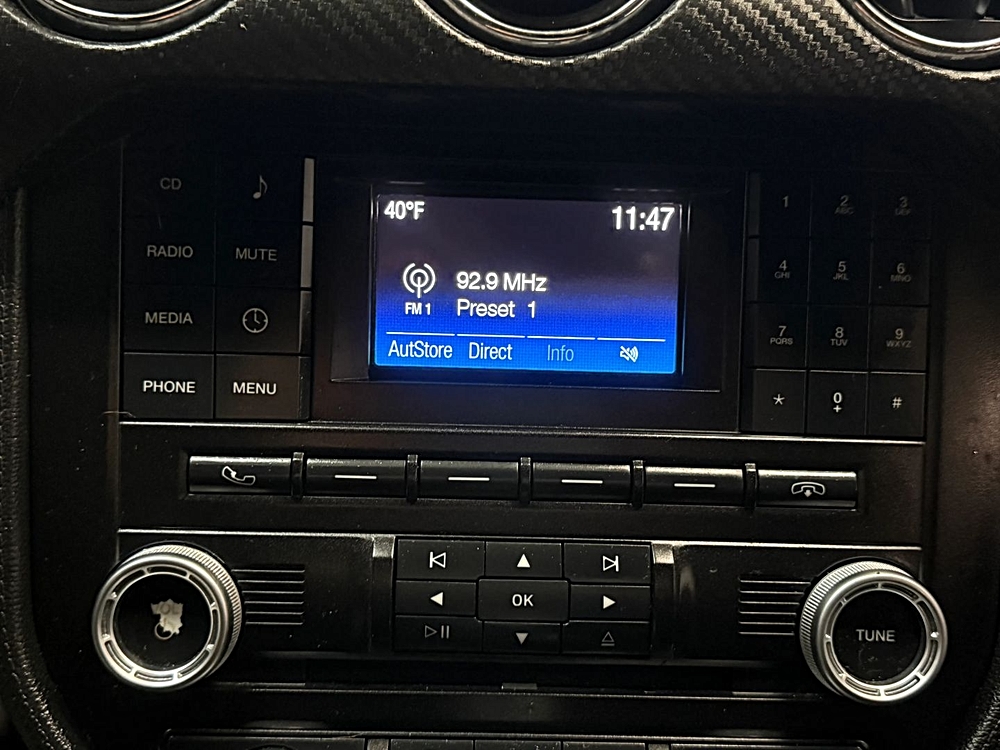 CD
RADIO MUTE
MEDIA
PHONE MENU
40°F 11:47
92.9 MHz
FM 1 Preset 1
AutStore Direct Info
1 2 ABC 3 DEF
4 GHI 5 JKL 6 MNO
7 PQRS 8 TUV 9 WXYZ
* 0 + #
OK
TUNE